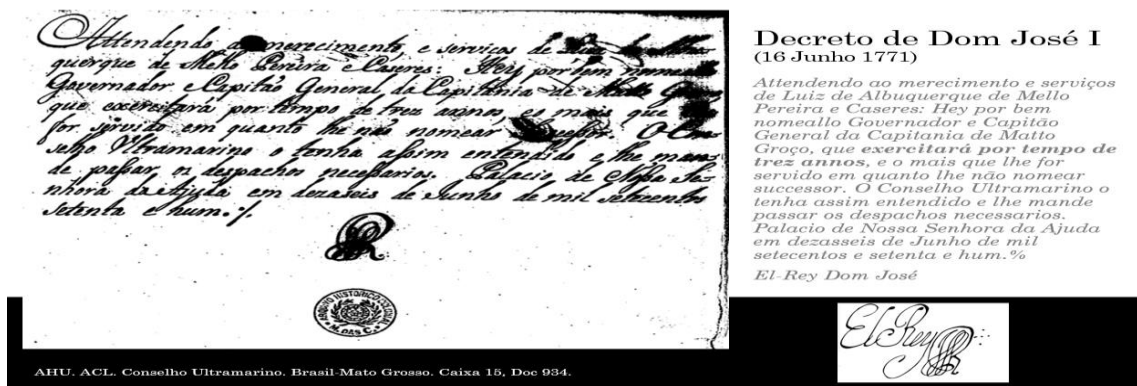 Attendendo ao merecimento, e serviços de Luiz de Albu-
querque de Mello Pereira e Caseres: Hey por bem nomeallo
Governador e Capitão General, da Capitania de Matto Groço
que exercitará por tempo de trez annos, e o mais que lhe
for servido em quanto lhe não nomear successor. O Con-
selho Ultramarino o tenha assim entendido e lhe mande
de passar os despachos necessarios. Palacio de Nossa Se-
nhora da Ajuda em dezaseis de Junho de mil setecentos
setenta e hum./.
ARQUIVO HISTORICO COLONIAL
M. DAS C.
AHU. ACL. Conselho Ultramarino. Brasil-Mato Grosso. Caixa 15, Doc 934.
Decreto de Dom José I
(16 Junho 1771)
Attendendo ao merecimento e serviços
de Luiz de Albuquerque de Mello
Pereira e Caseres: Hey por bem
nomeallo Governador e Capitão
General da Capitania de Matto
Groço, que exercitará por tempo de
trez annos, e o mais que lhe for
servido em quanto lhe não nomear
successor. O Conselho Ultramarino o
tenha assim entendido e lhe mande
passar os despachos necessarios.
Palacio de Nossa Senhora da Ajuda
em dezasseis de Junho de mil
setecentos e setenta e hum.%
El-Rey Dom José
El Rey